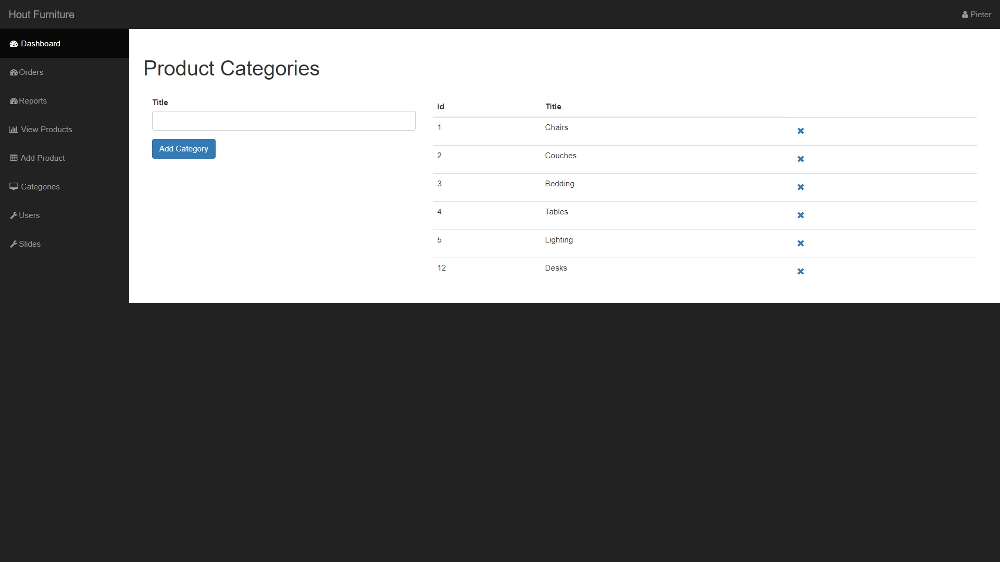 Hout Furniture
Pieter
Dashboard
Orders
Reports
View Products
Add Product
Categories
Users
Slides
Product Categories
Title
Add Category
id Title
1 Chairs
2 Couches
3 Bedding
4 Tables
5 Lighting
12 Desks